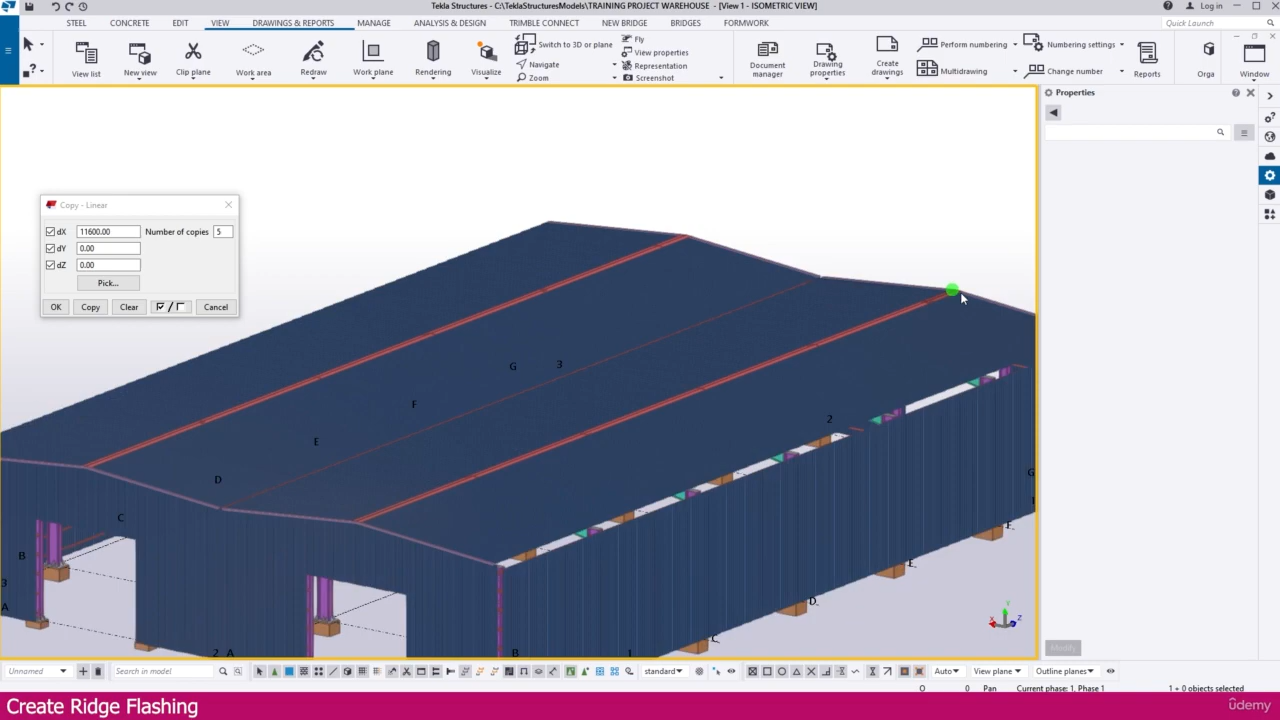 Tekla Structures - C:\TeklaStructuresModels\TRAINING PROJECT WAREHOUSE - [View 1 - ISOMETRIC VIEW]
Log in
STEEL CONCRETE EDIT VIEW DRAWINGS & REPORTS MANAGE ANALYSIS & DESIGN TRIMBLE CONNECT NEW BRIDGE BRIDGES FORMWORK
Quick Launch
View list
New view
Clip plane
Work area
Redraw
Work plane
Rendering
Visualize
Switch to 3D or plane
Navigate
Zoom
Fly
View properties
Representation
Screenshot
Document manager
Drawing properties
Create drawings
Perform numbering
Multidrawing
Numbering settings
Change number
Reports
Orga
Window
Properties
Copy - Linear
dX 11600.00 Number of copies 5
dY 0.00
dZ 0.00
Pick...
OK Copy Clear Cancel
G 3
F
E
D
C
B
3
A
2
G
F
E
D
C
2 A
B
1
Modify
Unnamed
Search in model
standard
Auto
View plane
Outline planes
O 0 Pan Current phase: 1, Phase 1 1 + 0 objects selected
Create Ridge Flashing
ûdemy